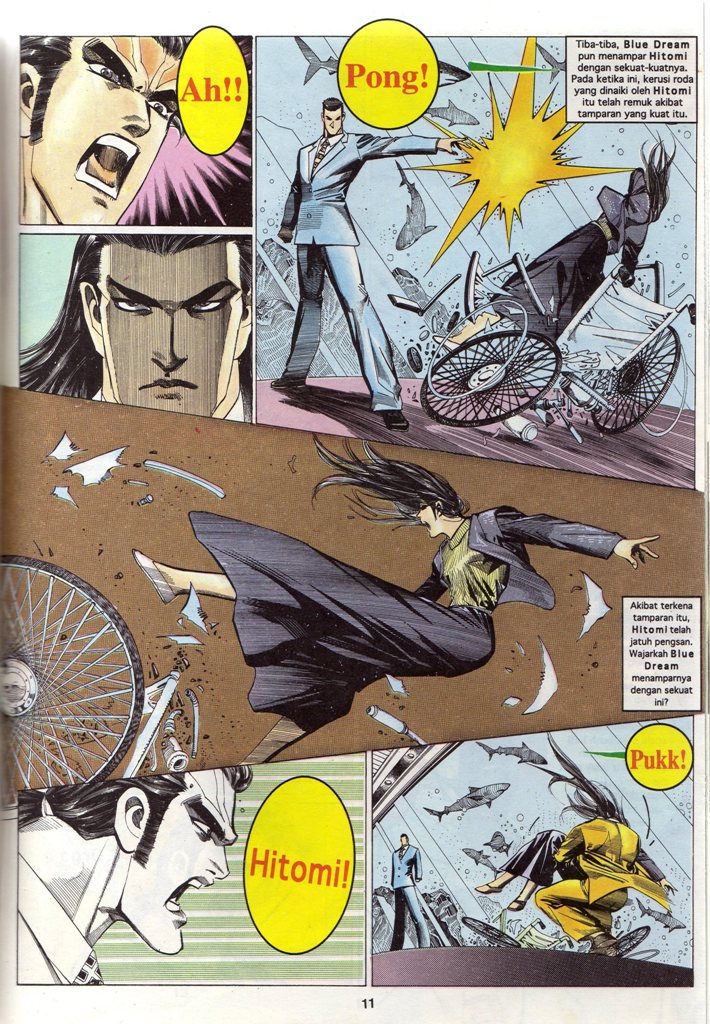 Ah!!
Pong!
Tiba-tiba, Blue Dream
pun menampar Hitomi
dengan sekuat-kuatnya.
Pada ketika ini, kerusi roda
yang dinaiki oleh Hitomi
itu telah remuk akibat
tamparan yang kuat itu.
Akibat terkena
tamparan itu,
Hitomi telah
jatuh pengsan.
Wajarkah Blue
Dream
menamparnya
dengan sekuat
ini?
Hitomi!
Pukk!
11